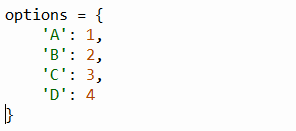 options = {
    'A': 1,
    'B': 2,
    'C': 3,
    'D': 4
}